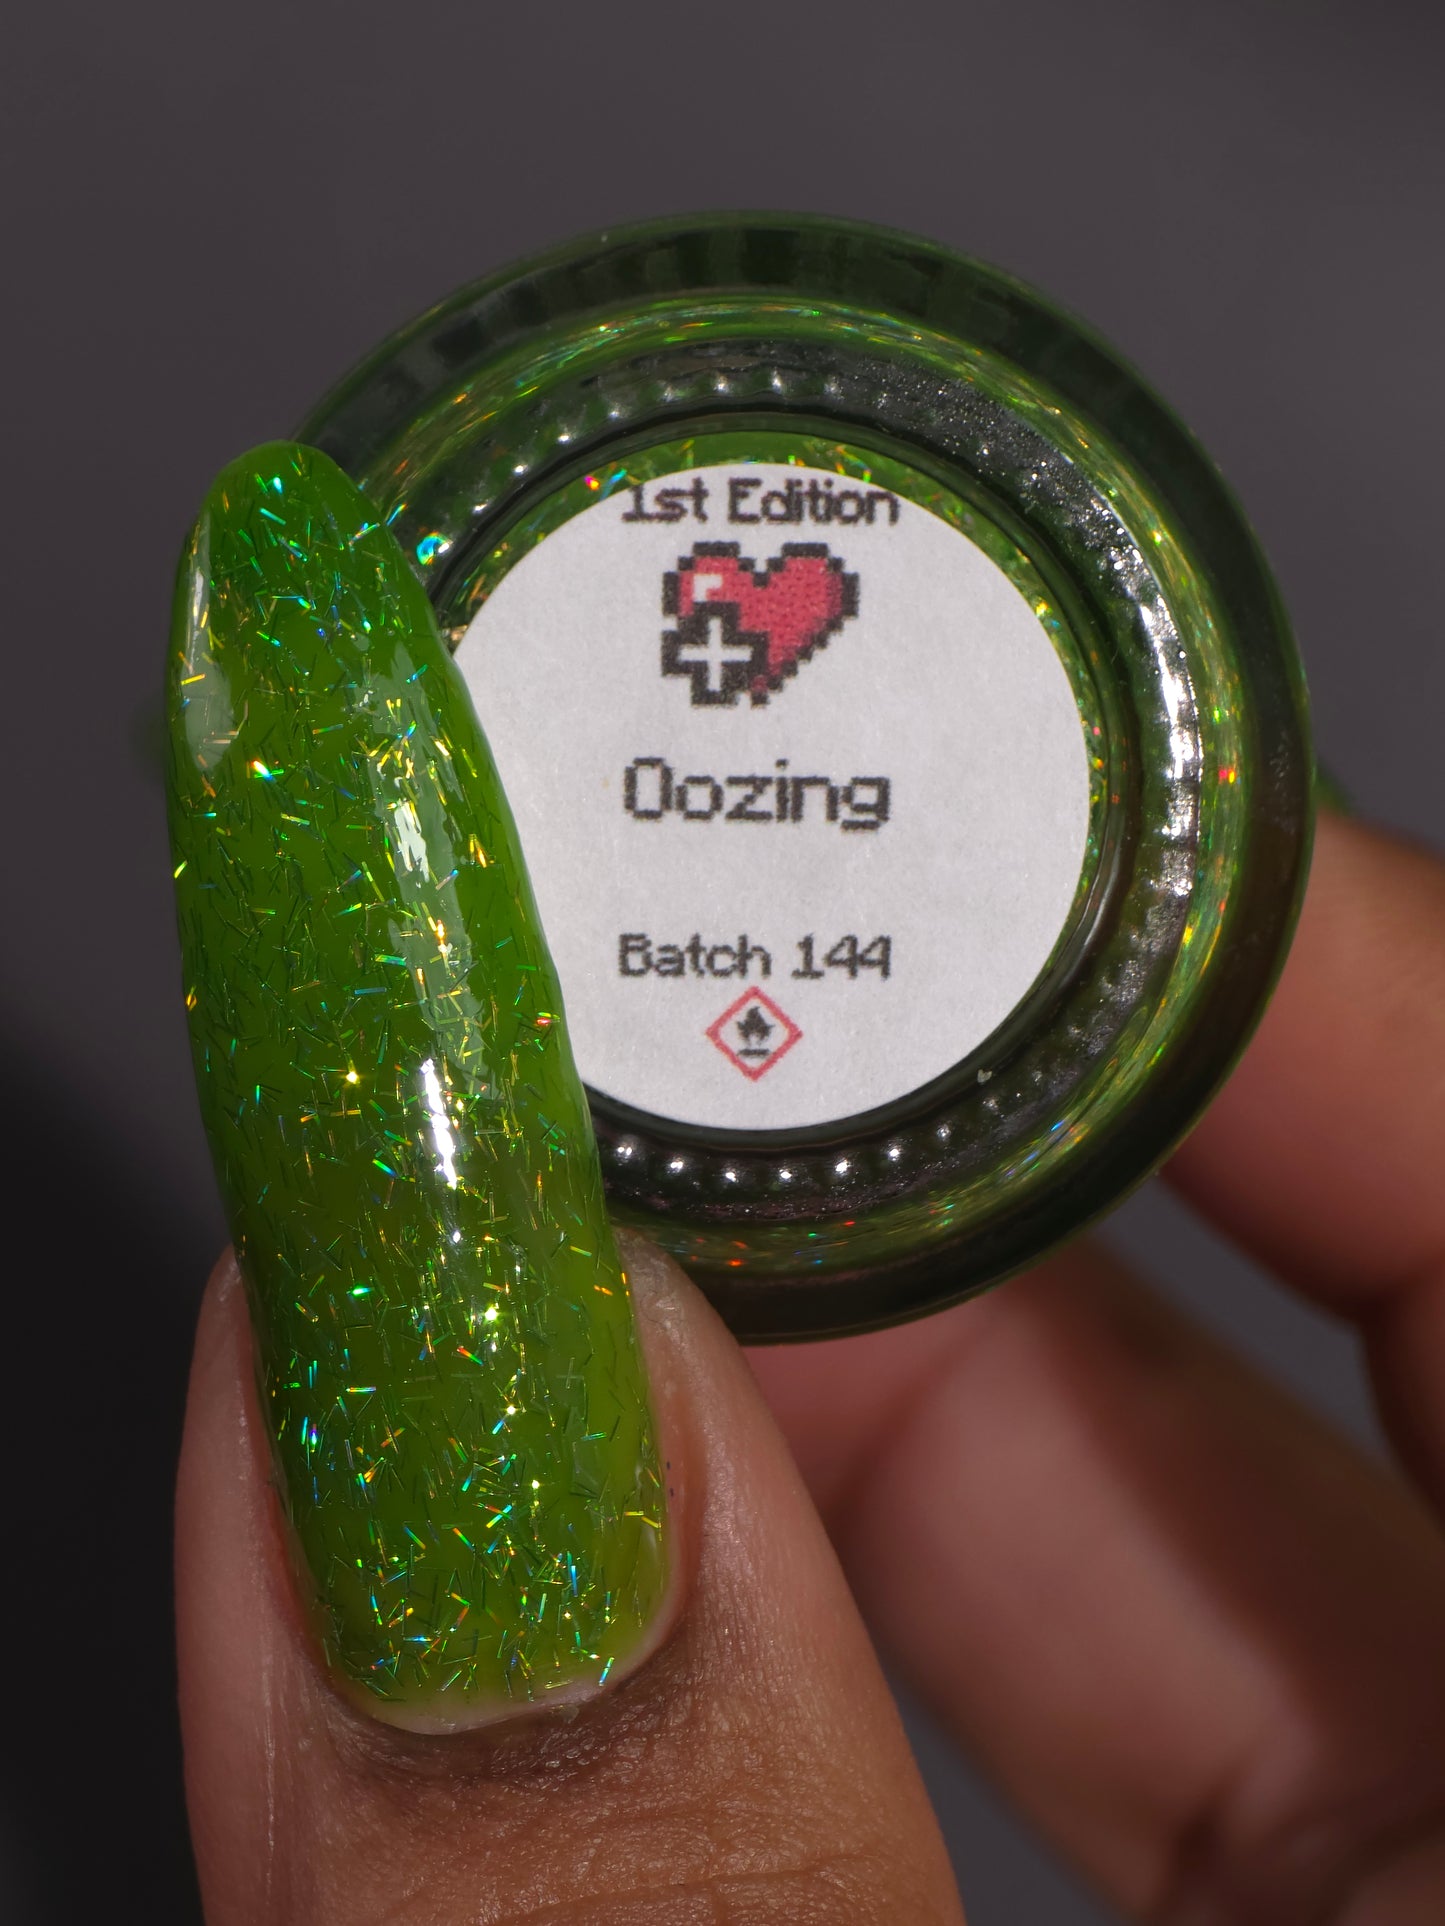 1st Edition
Oozing
Batch 144